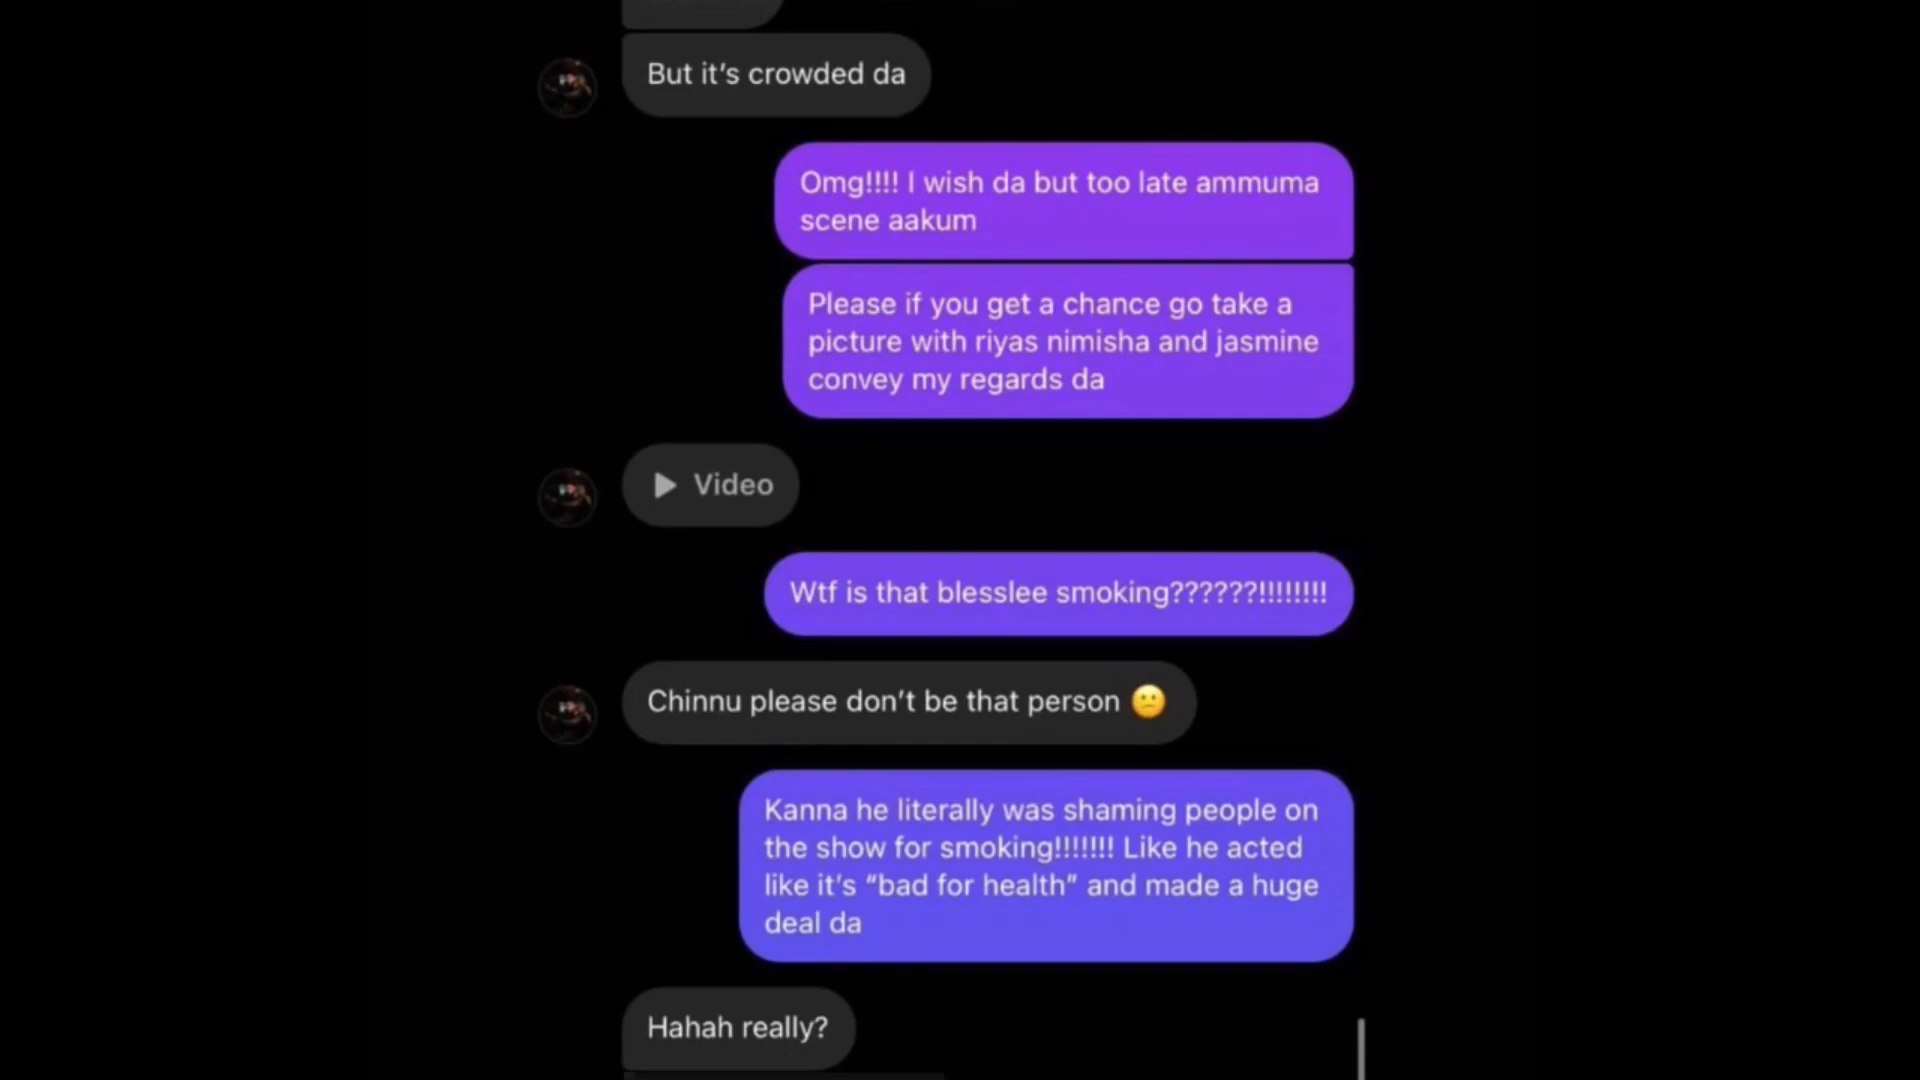 But it’s crowded da
Omg!!!! I wish da but too late ammuma
scene aakum
Please if you get a chance go take a
picture with riyas nimisha and jasmine
convey my regards da
Video
Wtf is that blesslee smoking??????!!!!!!!!
Chinnu please don’t be that person 😕
Kanna he literally was shaming people on
the show for smoking!!!!!!! Like he acted
like it’s “bad for health” and made a huge
deal da
Hahah really?